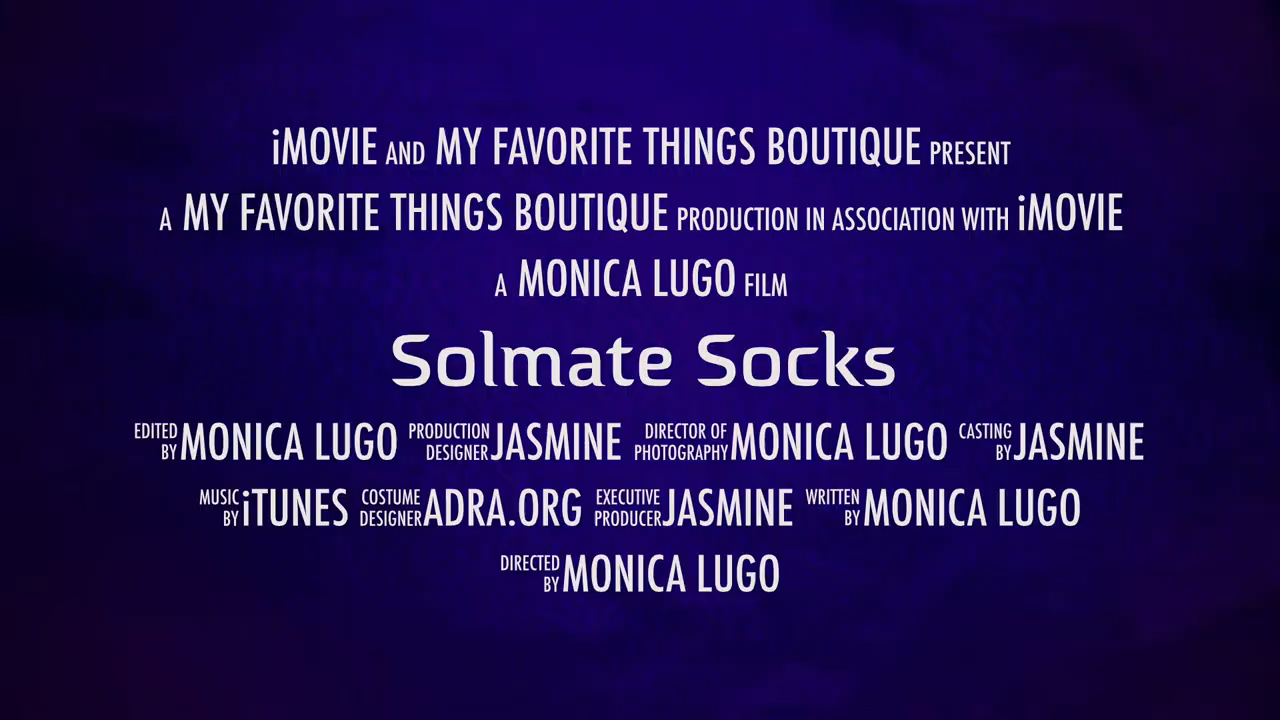 iMOVIE AND MY FAVORITE THINGS BOUTIQUE PRESENT
A MY FAVORITE THINGS BOUTIQUE PRODUCTION IN ASSOCIATION WITH iMOVIE
A MONICA LUGO FILM
Solmate Socks
EDITED BY MONICA LUGO PRODUCTION DESIGNER JASMINE DIRECTOR OF PHOTOGRAPHY MONICA LUGO CASTING BY JASMINE
MUSIC BY iTUNES COSTUME DESIGNER ADRA.ORG EXECUTIVE PRODUCER JASMINE WRITTEN BY MONICA LUGO
DIRECTED BY MONICA LUGO